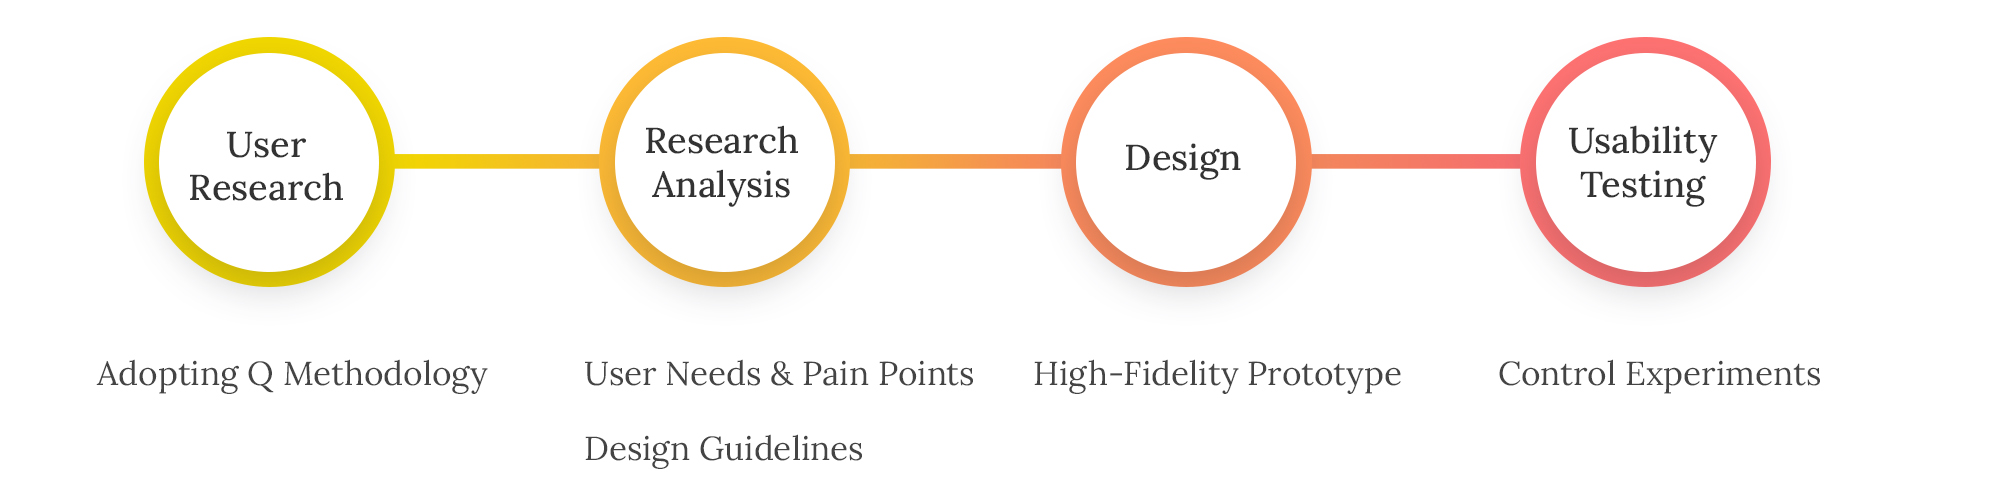 User
Research
Research
Analysis
Design
Usability
Testing
Adopting Q Methodology
User Needs & Pain Points
Design Guidelines
High-Fidelity Prototype
Control Experiments